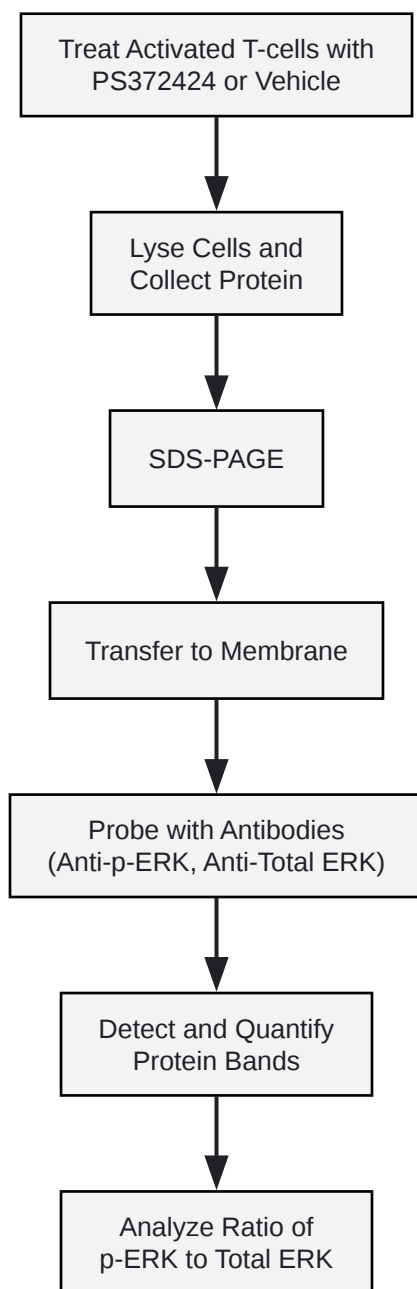 Treat Activated T-cells with
PS372424 or Vehicle
Lyse Cells and
Collect Protein
SDS-PAGE
Transfer to Membrane
Probe with Antibodies
(Anti-p-ERK, Anti-Total ERK)
Detect and Quantify
Protein Bands
Analyze Ratio of
p-ERK to Total ERK